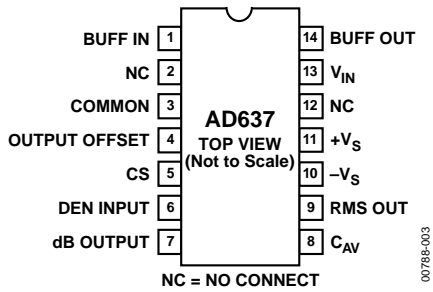 BUFF IN 1
NC 2
COMMON 3
OUTPUT OFFSET 4
CS 5
DEN INPUT 6
dB OUTPUT 7
AD637
TOP VIEW
(Not to Scale)
14 BUFF OUT
13 VIN
12 NC
11 +VS
10 –VS
9 RMS OUT
8 CAV
NC = NO CONNECT
00788-003